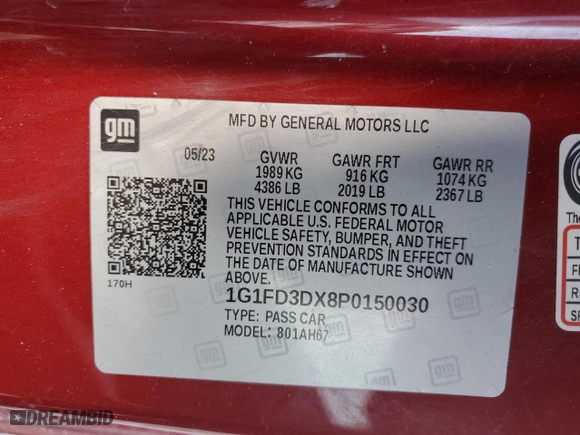 gm
MFD BY GENERAL MOTORS LLC
05/23 GVWR GAWR FRT GAWR RR
1989 KG 916 KG 1074 KG
4386 LB 2019 LB 2367 LB
THIS VEHICLE CONFORMS TO ALL
APPLICABLE U.S. FEDERAL MOTOR
VEHICLE SAFETY, BUMPER, AND THEFT
PREVENTION STANDARDS IN EFFECT ON
THE DATE OF MANUFACTURE SHOWN
ABOVE.
170H
1G1FD3DX8P0150030
TYPE: PASS CAR
MODEL: 801AH67
T
F
R
SP
DREAMBID